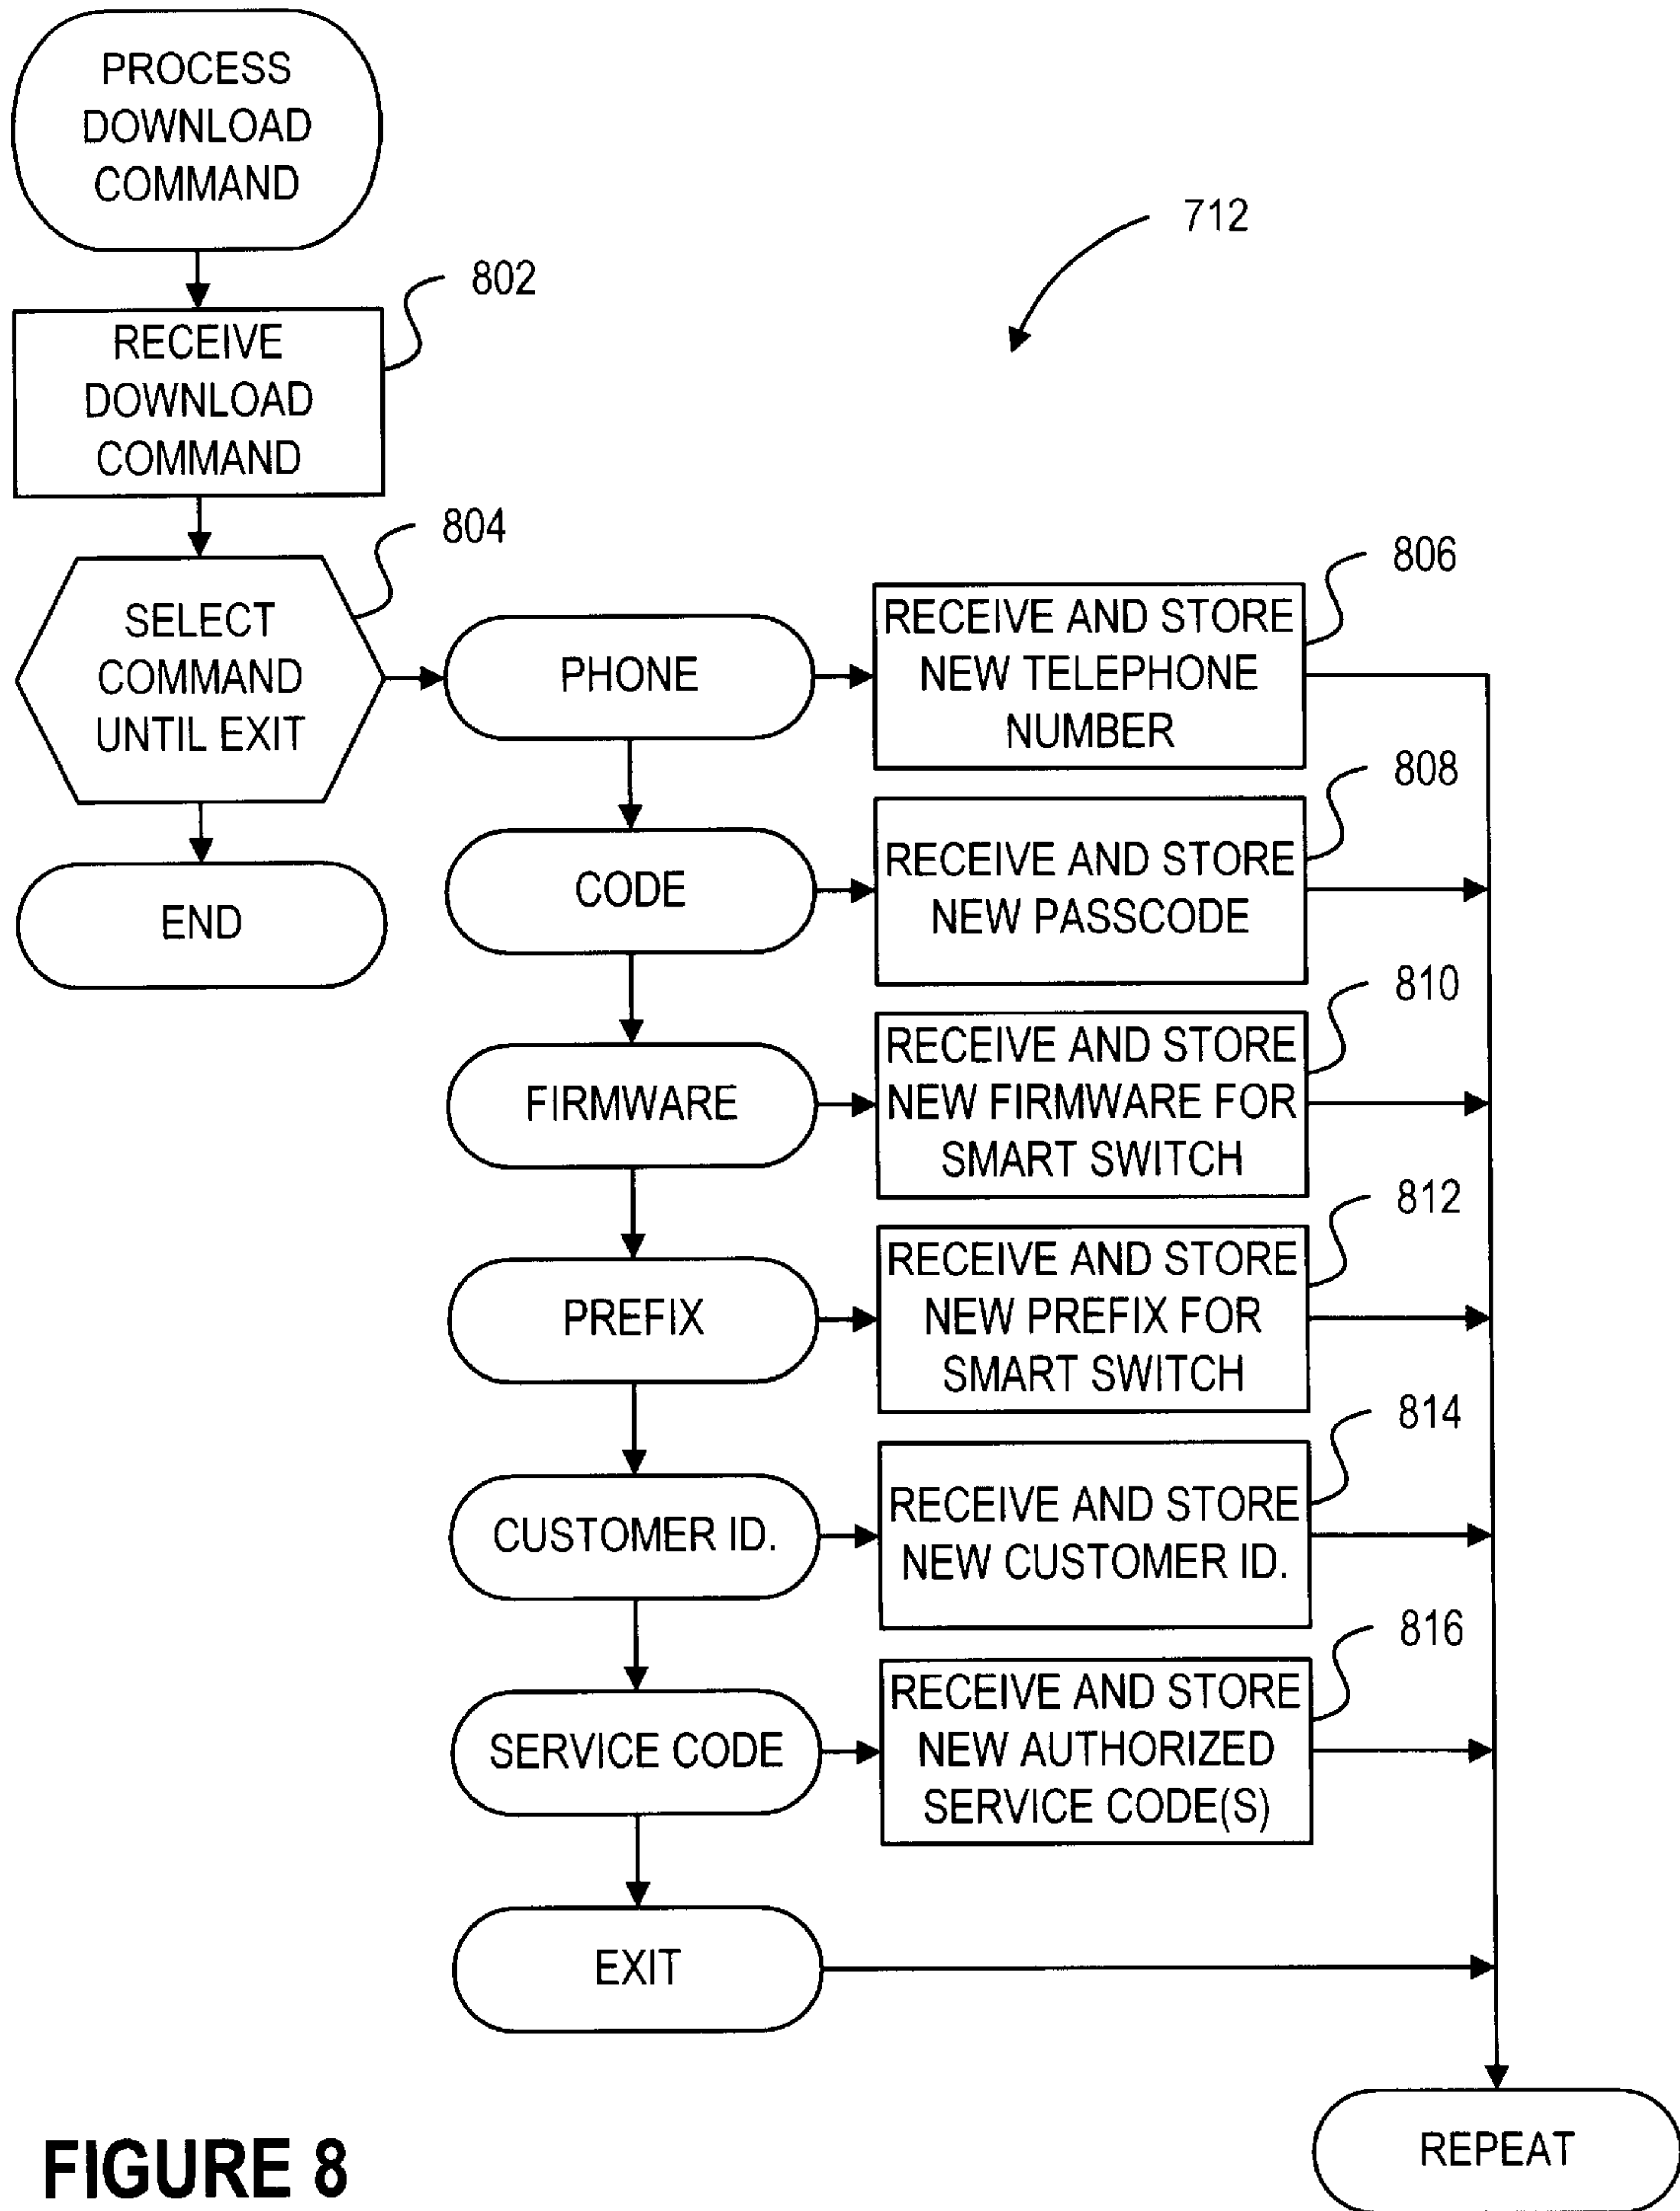 PROCESS
DOWNLOAD
COMMAND
712
802
RECEIVE
DOWNLOAD
COMMAND
804
SELECT
COMMAND
UNTIL EXIT
END
PHONE
806
RECEIVE AND STORE
NEW TELEPHONE
NUMBER
CODE
808
RECEIVE AND STORE
NEW PASSCODE
FIRMWARE
810
RECEIVE AND STORE
NEW FIRMWARE FOR
SMART SWITCH
PREFIX
812
RECEIVE AND STORE
NEW PREFIX FOR
SMART SWITCH
CUSTOMER ID.
814
RECEIVE AND STORE
NEW CUSTOMER ID.
SERVICE CODE
816
RECEIVE AND STORE
NEW AUTHORIZED
SERVICE CODE(S)
EXIT
REPEAT
FIGURE 8